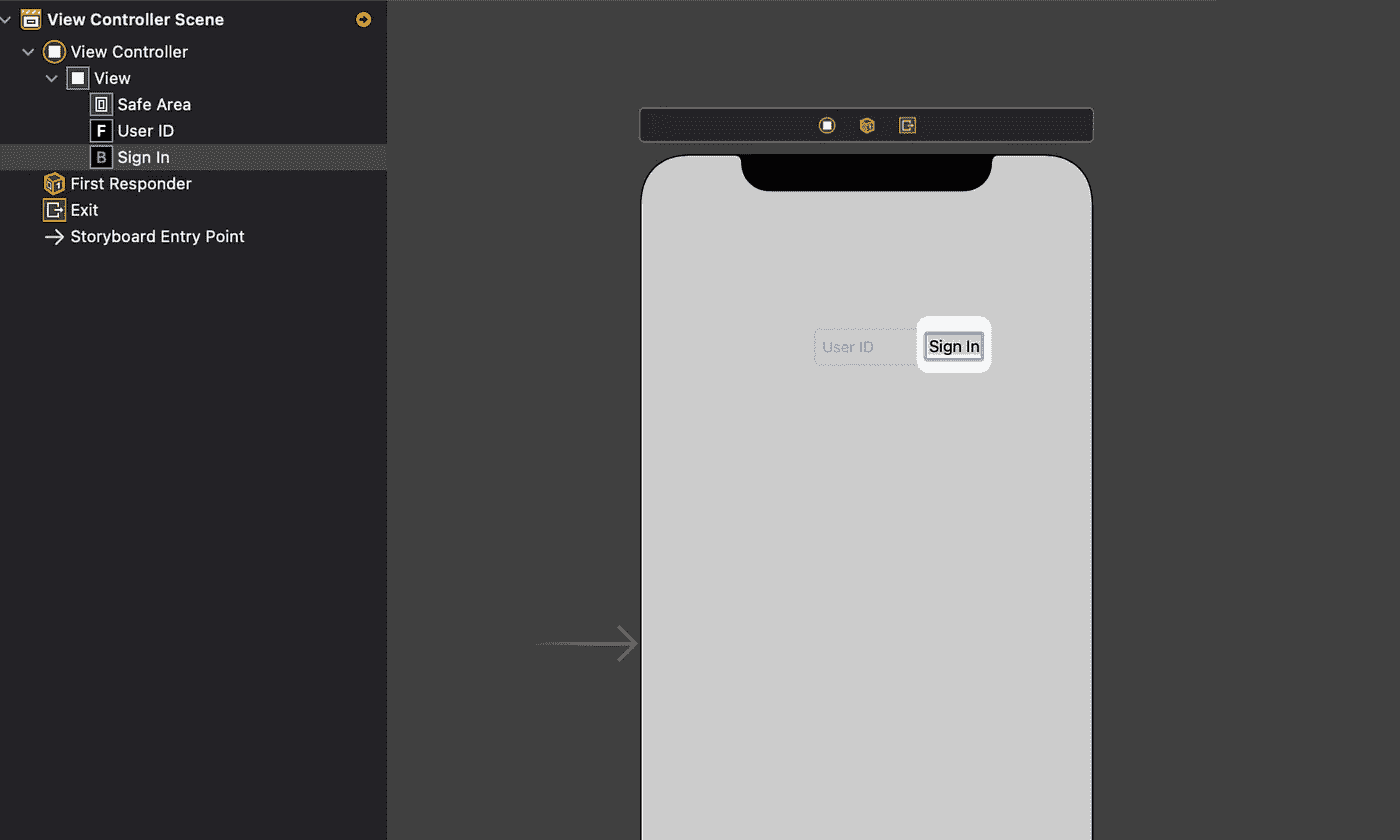 View Controller Scene
View Controller
View
Safe Area
F User ID
B Sign In
First Responder
Exit
Storyboard Entry Point
User ID
Sign In